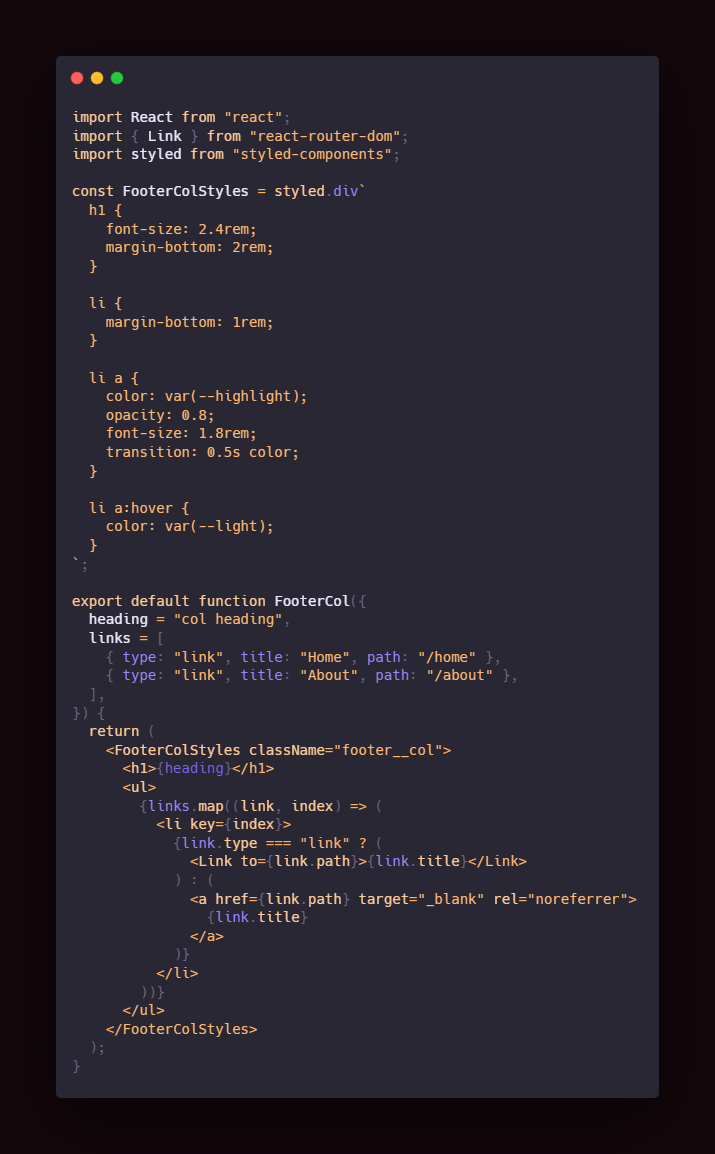 import React from "react";
import { Link } from "react-router-dom";
import styled from "styled-components";

const FooterColStyles = styled.div`
  h1 {
    font-size: 2.4rem;
    margin-bottom: 2rem;
  }

  li {
    margin-bottom: 1rem;
  }

  li a {
    color: var(--highlight);
    opacity: 0.8;
    font-size: 1.8rem;
    transition: 0.5s color;
  }

  li a:hover {
    color: var(--light);
  }
`;

export default function FooterCol({
  heading = "col heading",
  links = [
    { type: "link", title: "Home", path: "/home" },
    { type: "link", title: "About", path: "/about" },
  ],
}) {
  return (
    <FooterColStyles className="footer__col">
      <h1>{heading}</h1>
      <ul>
        {links.map((link, index) => (
          <li key={index}>
            {link.type === "link" ? (
              <Link to={link.path}>{link.title}</Link>
            ) : (
              <a href={link.path} target="_blank" rel="noreferrer">
                {link.title}
              </a>
            )}
          </li>
        ))}
      </ul>
    </FooterColStyles>
  );
}